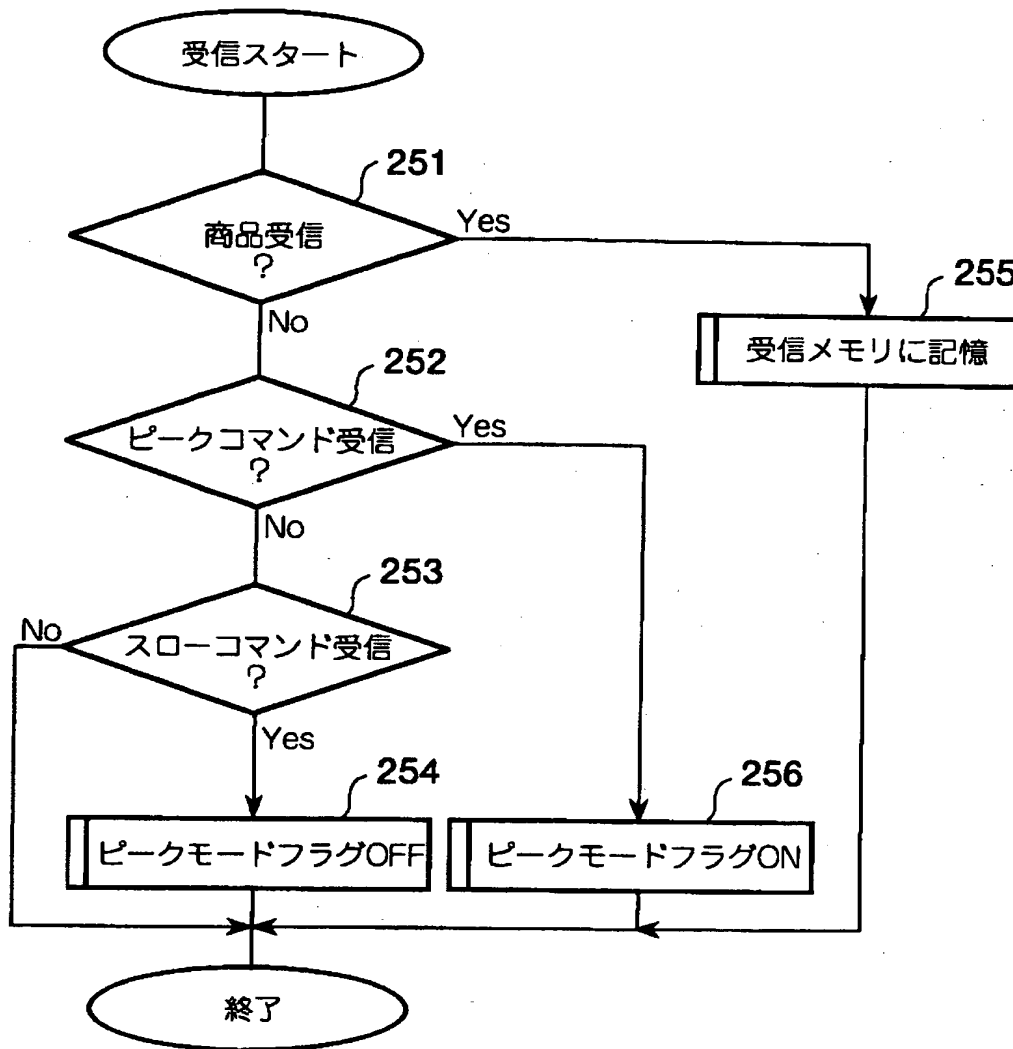 受信スタート
251
商品受信
?
Yes
No
255
受信メモリに記憶
252
ピークコマンド受信
?
Yes
No
253
スローコマンド受信
?
No
Yes
254
ピークモードフラグOFF
256
ピークモードフラグON
終了